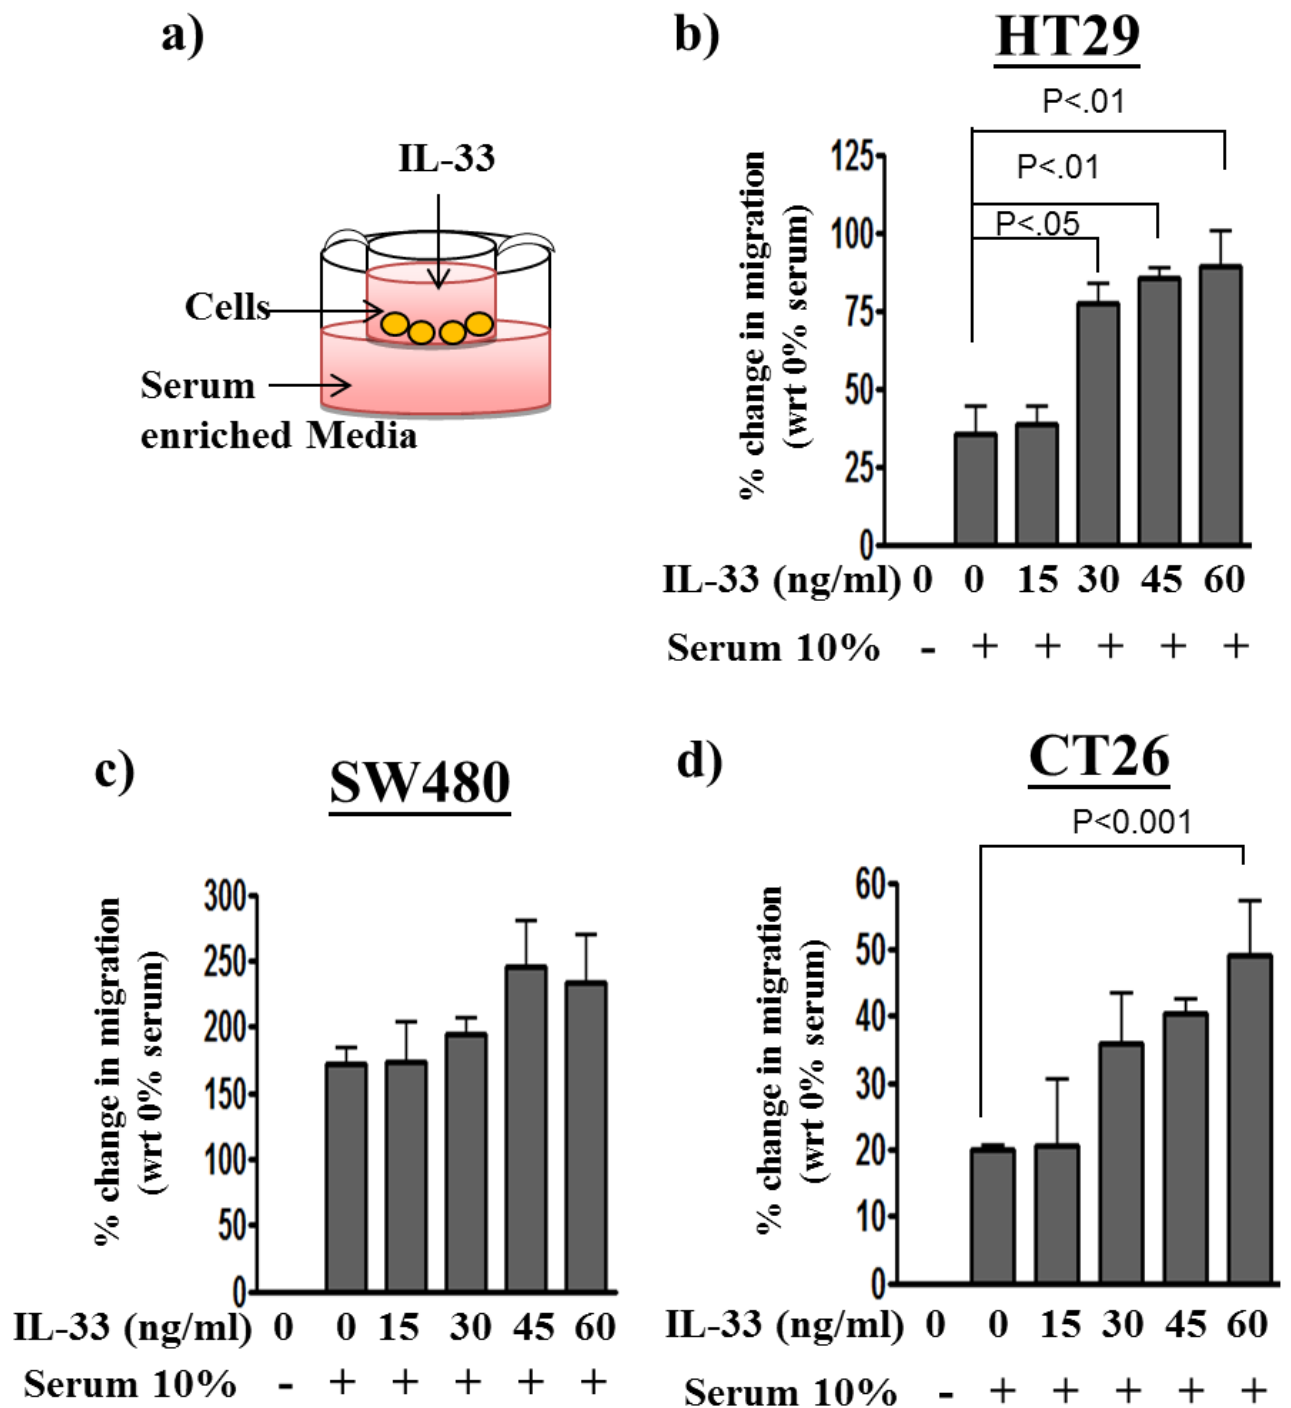 a)
IL-33
Cells
Serum
enriched Media
b)
HT29
P<.01
P<.01
P<.05
% change in migration
(wrt 0% serum)
125
100
75
50
25
0
IL-33 (ng/ml) 0 0 15 30 45 60
Serum 10% - + + + + +
c)
SW480
% change in migration
(wrt 0% serum)
300
250
200
150
100
50
0
IL-33 (ng/ml) 0 0 15 30 45 60
Serum 10% - + + + + +
d)
CT26
P<0.001
% change in migration
(wrt 0% serum)
60
50
40
30
20
10
0
IL-33 (ng/ml) 0 0 15 30 45 60
Serum 10% - + + + + +